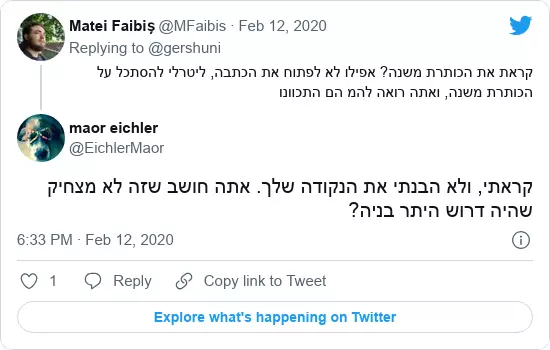 Matei Faibiş @MFaibis · Feb 12, 2020
Replying to @gershuni
קראת את הכותרת משנה? אפילו לא לפתוח את הכתבה, ליטרלי להסתכל על
הכותרת משנה, ואתה רואה להמ הם התכוונו
maor eichler
@EichlerMaor
קראתי, ולא הבנתי את הנקודה שלך. אתה חושב שזה לא מצחיק
שהיה דרוש היתר בניה?
6:33 PM · Feb 12, 2020
1 Reply Copy link to Tweet
Explore what's happening on Twitter